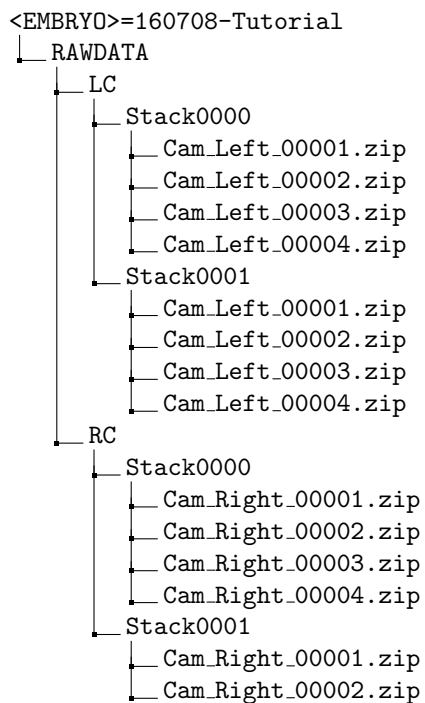 <EMBRYO>=160708-Tutorial
RAWDATA
LC
Stack0000
Cam_Left_00001.zip
Cam_Left_00002.zip
Cam_Left_00003.zip
Cam_Left_00004.zip
Stack0001
Cam_Left_00001.zip
Cam_Left_00002.zip
Cam_Left_00003.zip
Cam_Left_00004.zip
RC
Stack0000
Cam_Right_00001.zip
Cam_Right_00002.zip
Cam_Right_00003.zip
Cam_Right_00004.zip
Stack0001
Cam_Right_00001.zip
Cam_Right_00002.zip